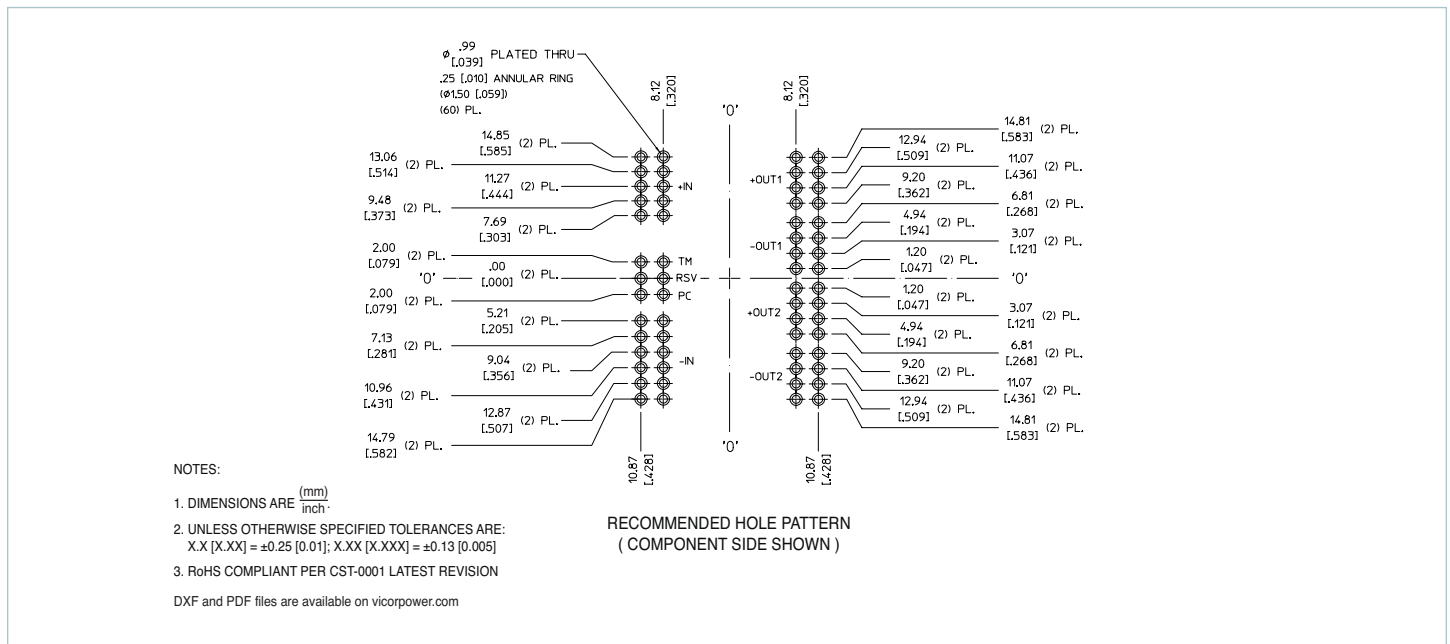 ø .99 PLATED THRU
[.039]
.25 [.010] ANNULAR RING
(ø1.50 [.059])
(60) PL.
8.12
[.320]
'0'
8.12
[.320]
14.85
[.585] (2) PL.
13.06
[.514] (2) PL.
11.27
[.444] (2) PL.
9.48
[.373] (2) PL.
7.69
[.303] (2) PL.
2.00
[.079] (2) PL.
'0'
.00
[.000] (2) PL.
2.00
[.079] (2) PL.
5.21
[.205] (2) PL.
7.13
[.281] (2) PL.
9.04
[.356] (2) PL.
10.96
[.431] (2) PL.
12.87
[.507] (2) PL.
14.79
[.582] (2) PL.
+IN
TM
RSV
PC
-IN
10.87
[.428]
'0'
+OUT1
-OUT1
+OUT2
-OUT2
10.87
[.428]
14.81
[.583] (2) PL.
12.94
[.509] (2) PL.
11.07
[.436] (2) PL.
9.20
[.362] (2) PL.
6.81
[.268] (2) PL.
4.94
[.194] (2) PL.
3.07
[.121] (2) PL.
1.20
[.047] (2) PL.
'0'
1.20
[.047] (2) PL.
3.07
[.121] (2) PL.
4.94
[.194] (2) PL.
6.81
[.268] (2) PL.
9.20
[.362] (2) PL.
11.07
[.436] (2) PL.
12.94
[.509] (2) PL.
14.81
[.583] (2) PL.
RECOMMENDED HOLE PATTERN
( COMPONENT SIDE SHOWN )
NOTES:
1. DIMENSIONS ARE (mm)
inch.
2. UNLESS OTHERWISE SPECIFIED TOLERANCES ARE:
X.X [X.XX] = ±0.25 [0.01]; X.XX [X.XXX] = ±0.13 [0.005]
3. RoHS COMPLIANT PER CST-0001 LATEST REVISION
DXF and PDF files are available on vicorpower.com